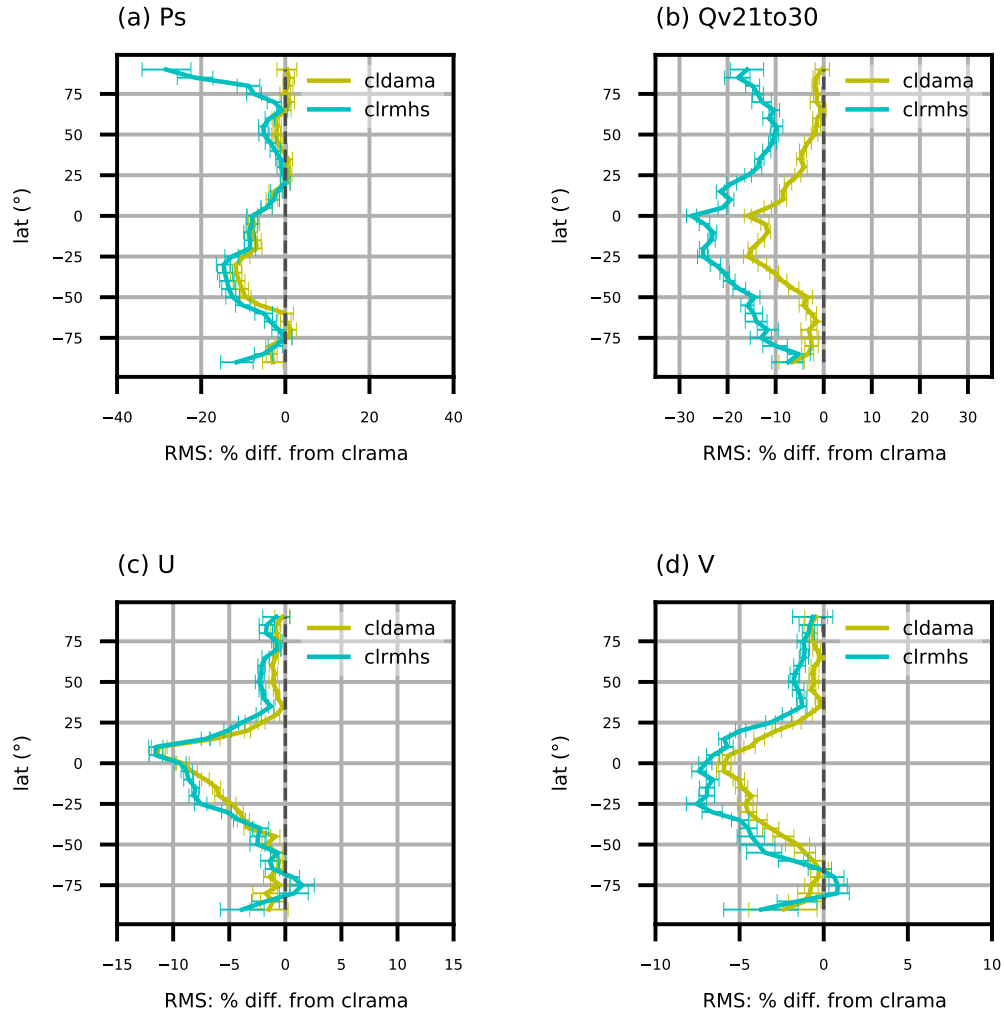 (a) Ps
cldama
clrmhs
lat (°)
75
50
25
0
−25
−50
−75
−40
−20
0
20
40
RMS: % diff. from clrama
(b) Qv21to30
cldama
clrmhs
lat (°)
75
50
25
0
−25
−50
−75
−30
−20
−10
0
10
20
30
RMS: % diff. from clrama
(c) U
cldama
clrmhs
lat (°)
75
50
25
0
−25
−50
−75
−15
−10
−5
0
5
10
15
RMS: % diff. from clrama
(d) V
cldama
clrmhs
lat (°)
75
50
25
0
−25
−50
−75
−10
−5
0
5
10
RMS: % diff. from clrama